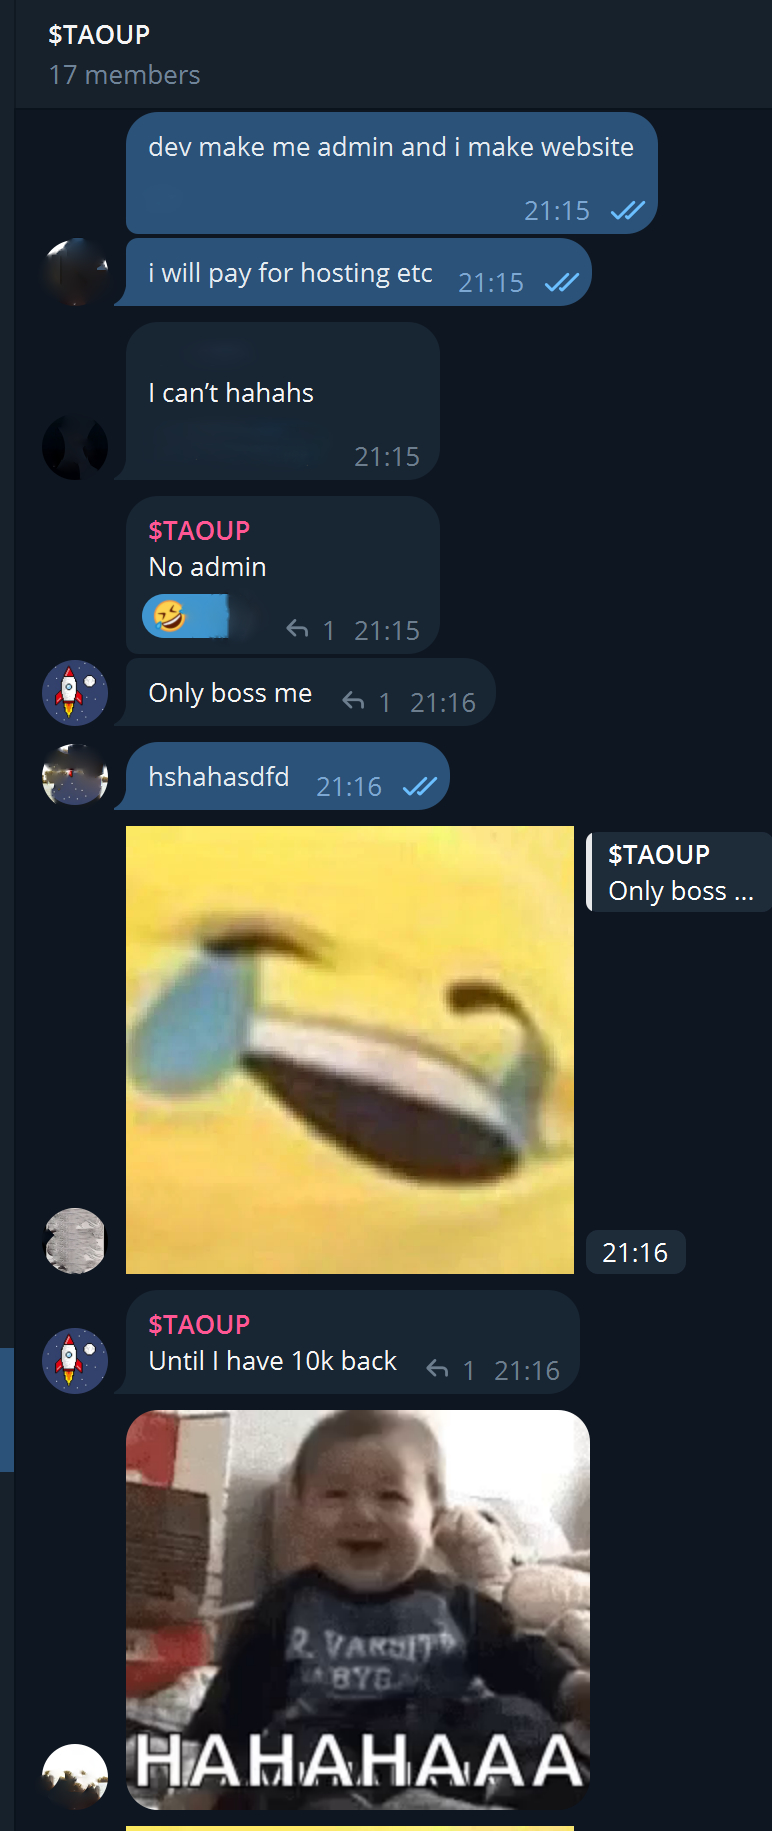 $TAOUP
17 members
dev make me admin and i make website
21:15
i will pay for hosting etc 21:15
I can’t hahahs
21:15
$TAOUP
No admin
1 21:15
Only boss me 1 21:16
hshahasdfd 21:16
$TAOUP
Only boss ...
21:16
$TAOUP
Until I have 10k back 1 21:16
HAHAHAAA